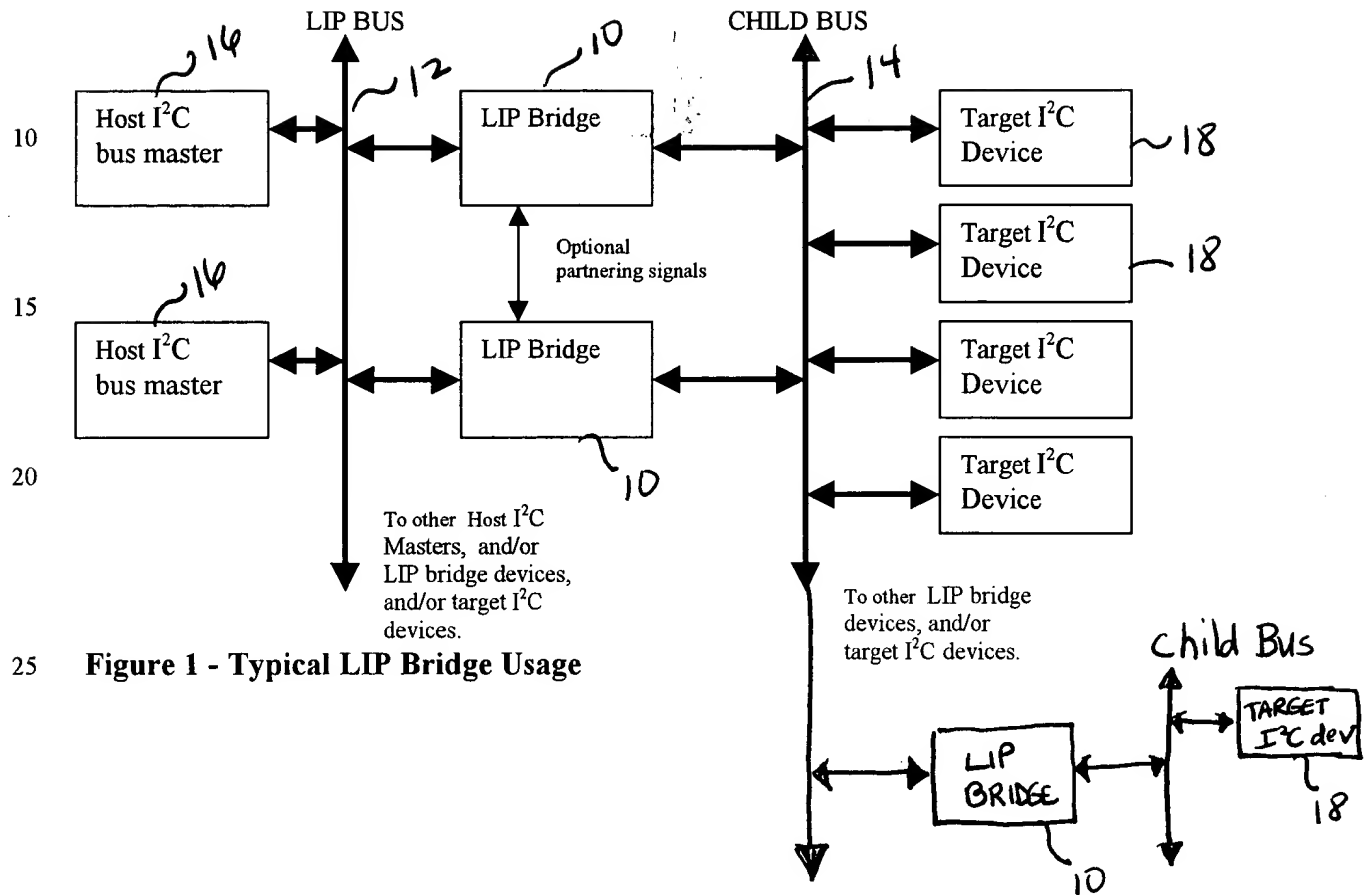 LIP BUS
CHILD BUS
16
12
10
14
10
Host I²C
bus master
LIP Bridge
Target I²C
Device
18
Target I²C
Device
18
Optional
partnering signals
15
16
Host I²C
bus master
LIP Bridge
Target I²C
Device
10
Target I²C
Device
20
To other Host I²C
Masters, and/or
LIP bridge devices,
and/or target I²C
devices.
To other LIP bridge
devices, and/or
target I²C devices.
25
Figure 1 - Typical LIP Bridge Usage
Child Bus
LIP
BRIDGE
10
TARGET
I²C dev
18